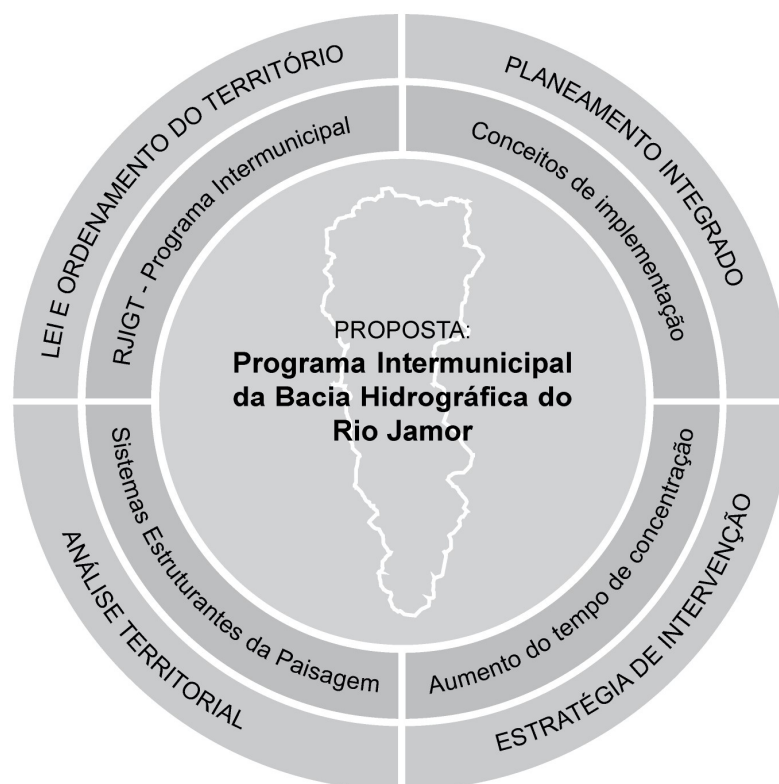 LEI E ORDENAMENTO DO TERRITÓRIO
PLANEAMENTO INTEGRADO
RJIGT - Programa Intermunicipal
Conceitos de implementação
PROPOSTA:
Programa Intermunicipal
da Bacia Hidrográfica do
Rio Jamor
Sistemas Estruturantes da Paisagem
Aumento do tempo de concentração
ANÁLISE TERRITORIAL
ESTRATÉGIA DE INTERVENÇÃO